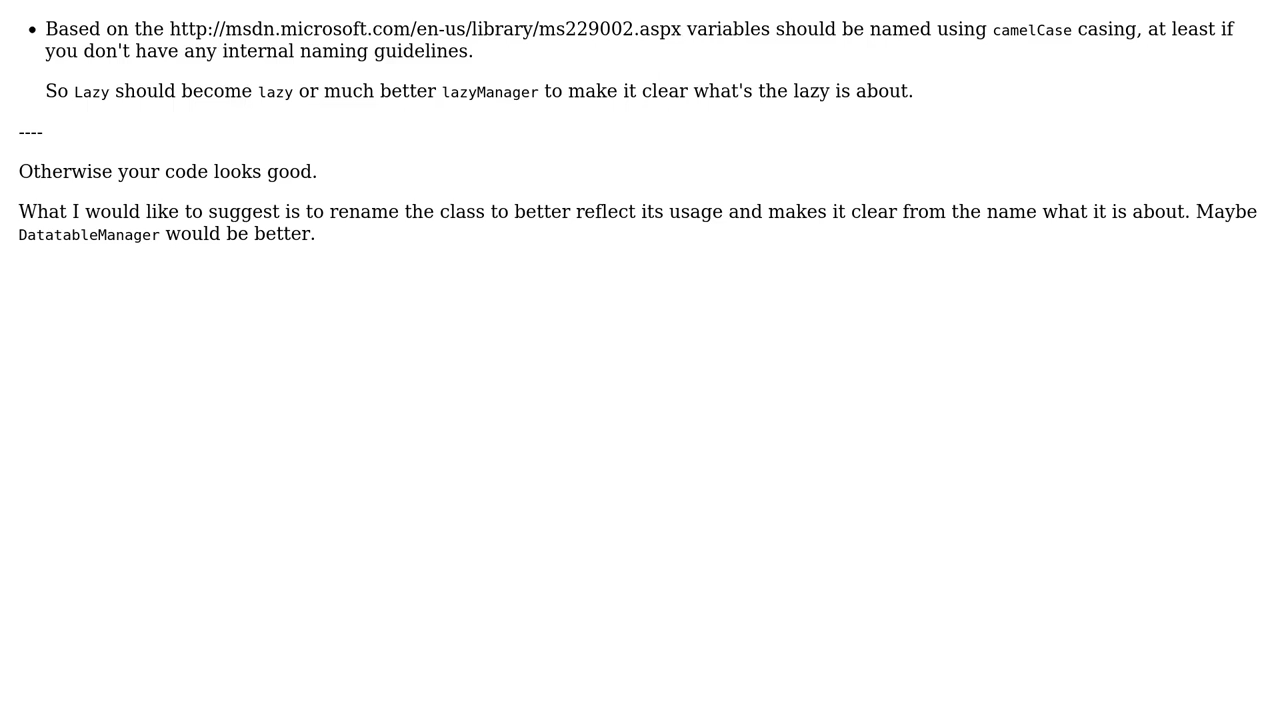 Based on the http://msdn.microsoft.com/en-us/library/ms229002.aspx variables should be named using camelCase casing, at least if
you don't have any internal naming guidelines.
So Lazy should become lazy or much better lazyManager to make it clear what's the lazy is about.
----
Otherwise your code looks good.
What I would like to suggest is to rename the class to better reflect its usage and makes it clear from the name what it is about. Maybe
DatatableManager would be better.